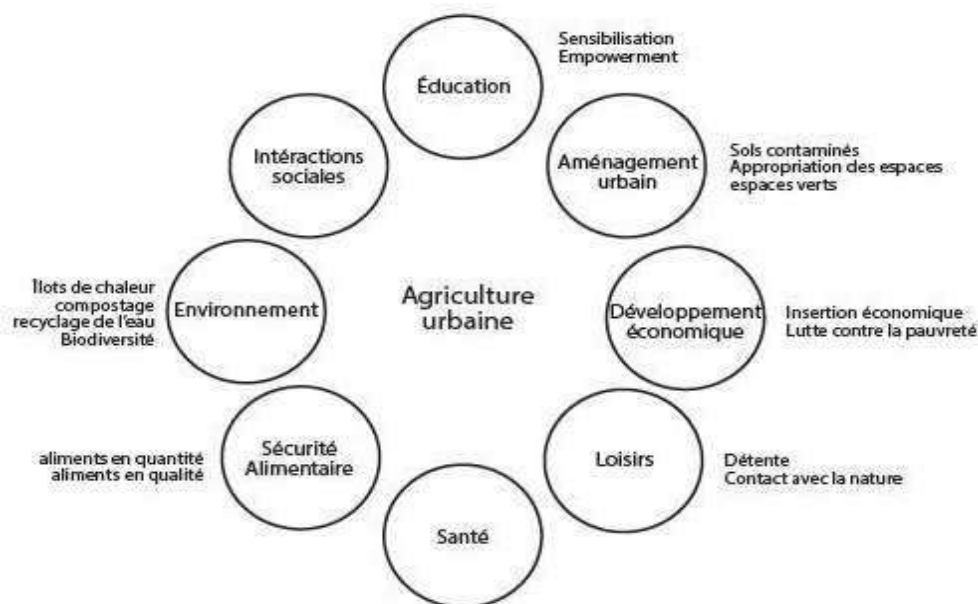 Éducation
Sensibilisation
Empowerment
Aménagement
urbain
Sols contaminés
Appropriation des espaces
espaces verts
Développement
économique
Insertion économique
Lutte contre la pauvreté
Loisirs
Détente
Contact avec la nature
Santé
Sécurité
Alimentaire
aliments en quantité
aliments en qualité
Environnement
Îlots de chaleur
compostage
recyclage de l'eau
Biodiversité
Intéractions
sociales
Agriculture
urbaine